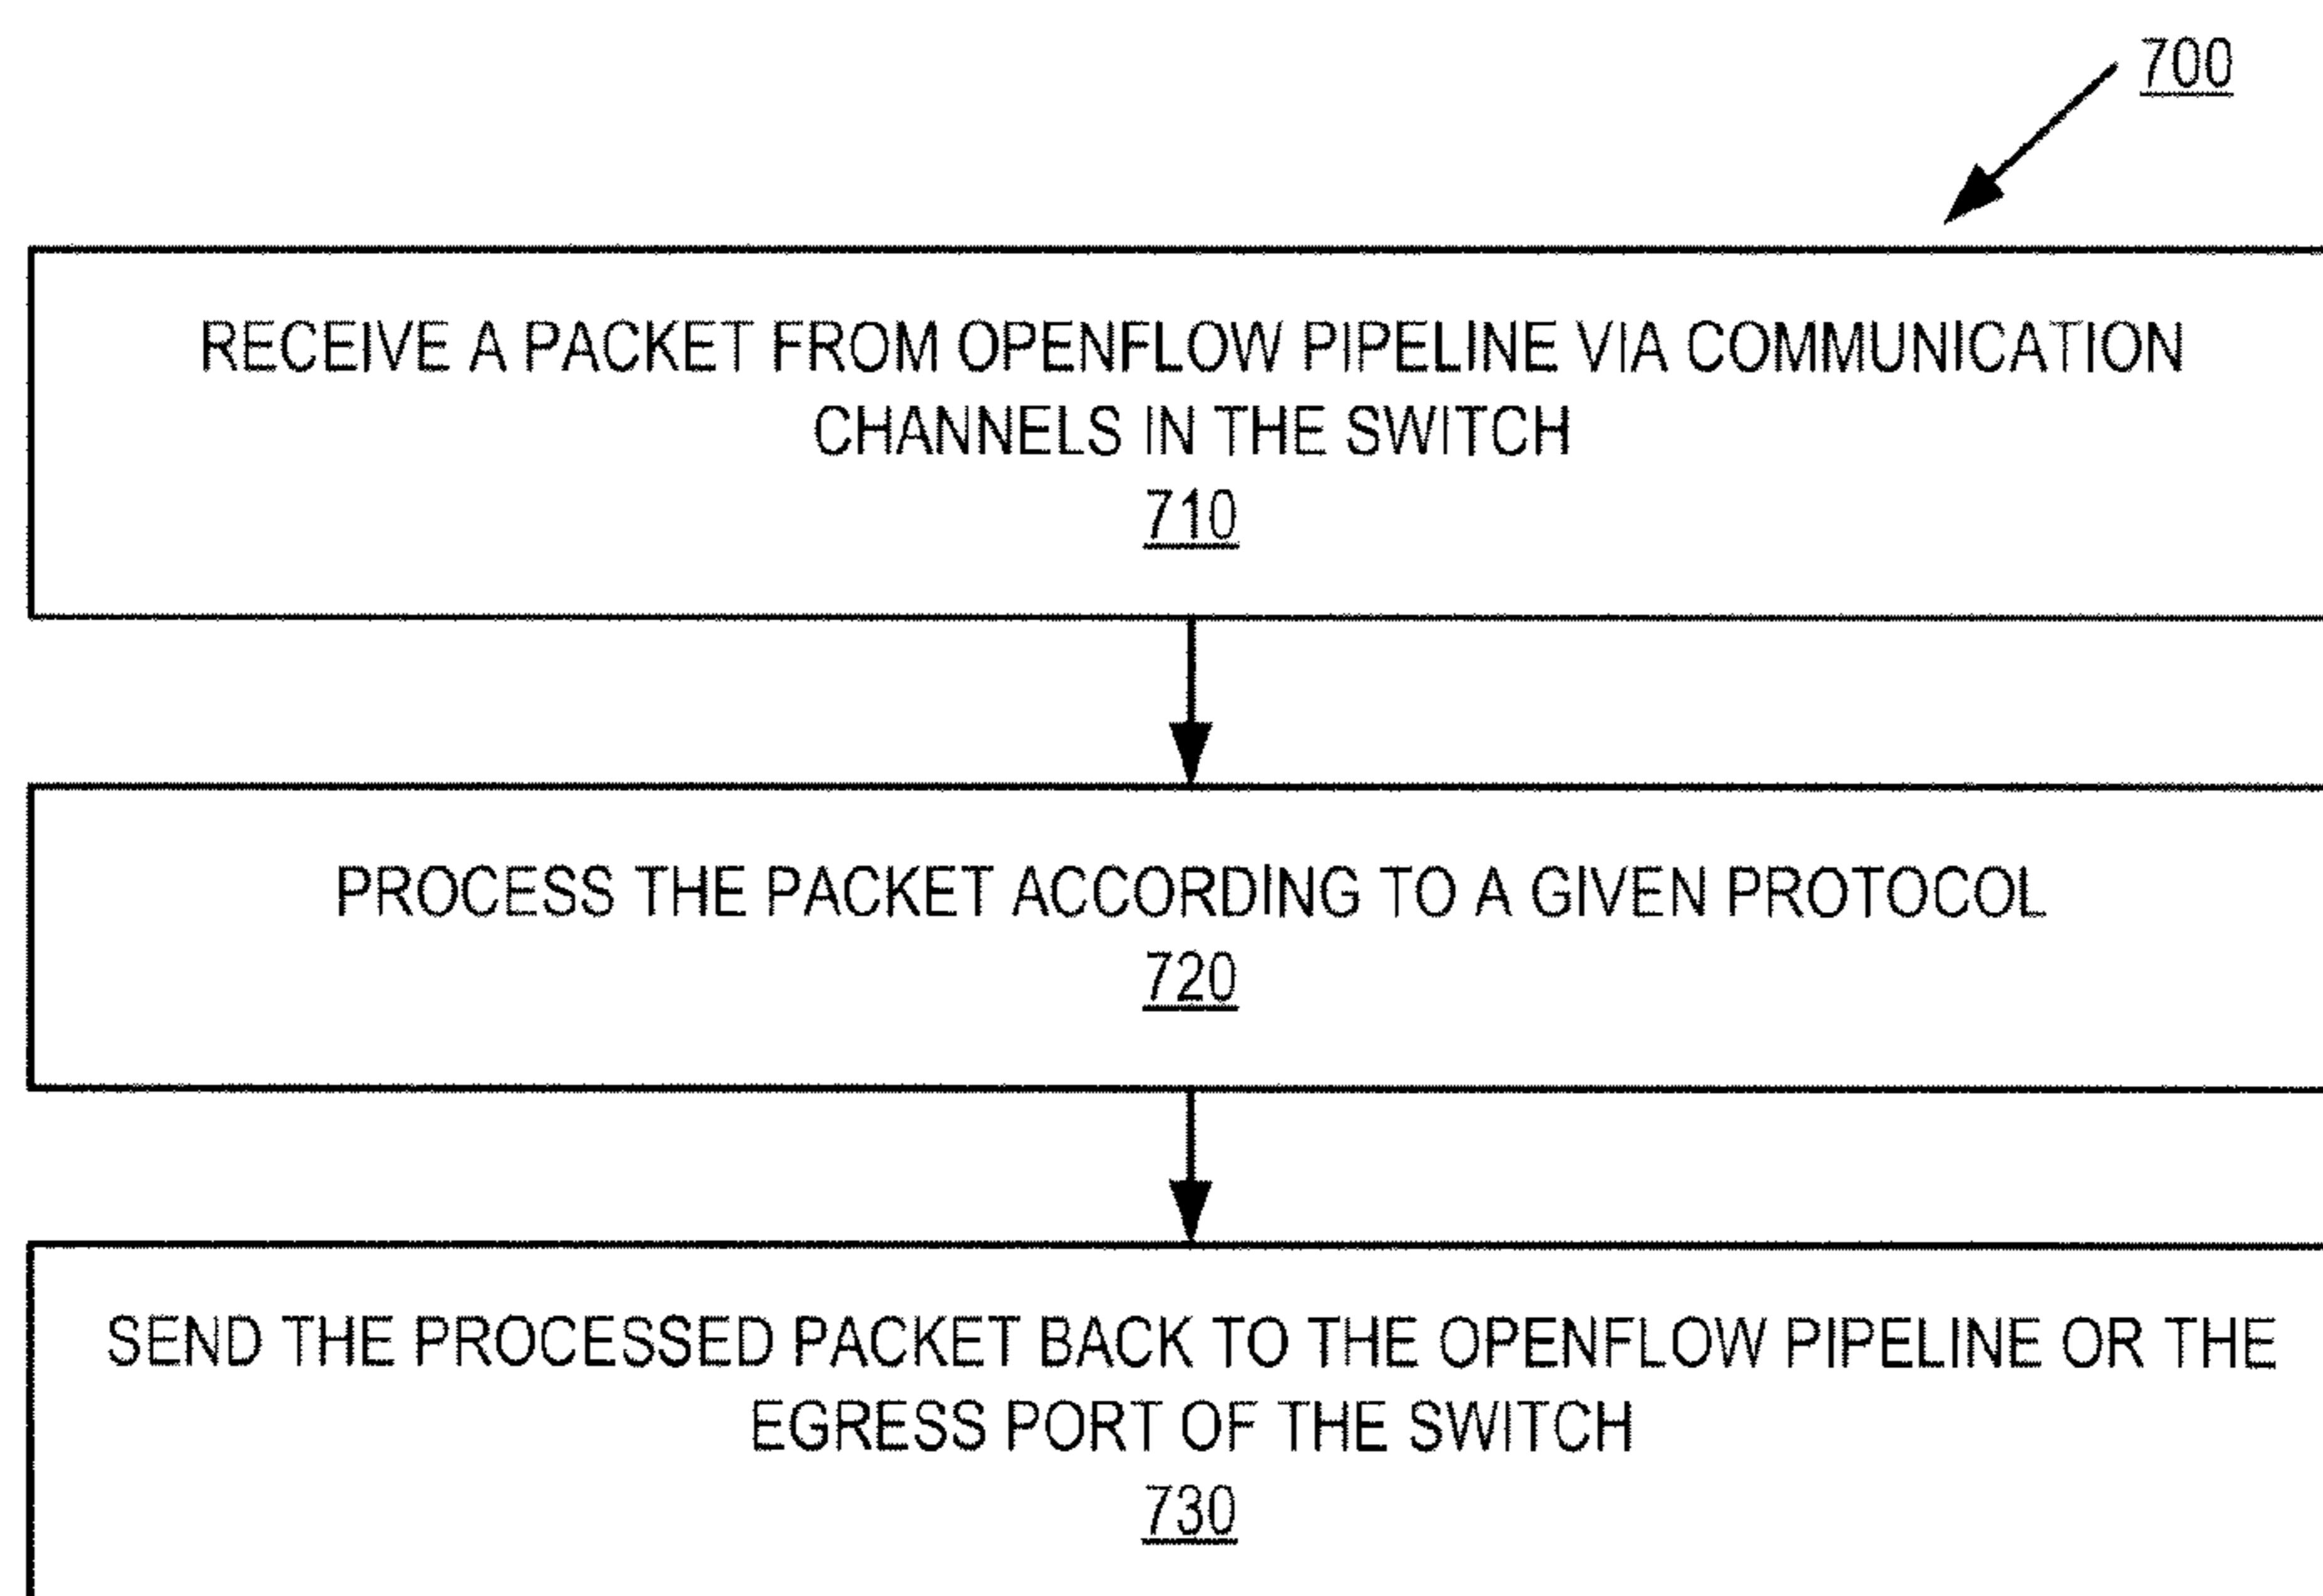 700
RECEIVE A PACKET FROM OPENFLOW PIPELINE VIA COMMUNICATION
CHANNELS IN THE SWITCH
710
PROCESS THE PACKET ACCORDING TO A GIVEN PROTOCOL
720
SEND THE PROCESSED PACKET BACK TO THE OPENFLOW PIPELINE OR THE
EGRESS PORT OF THE SWITCH
730